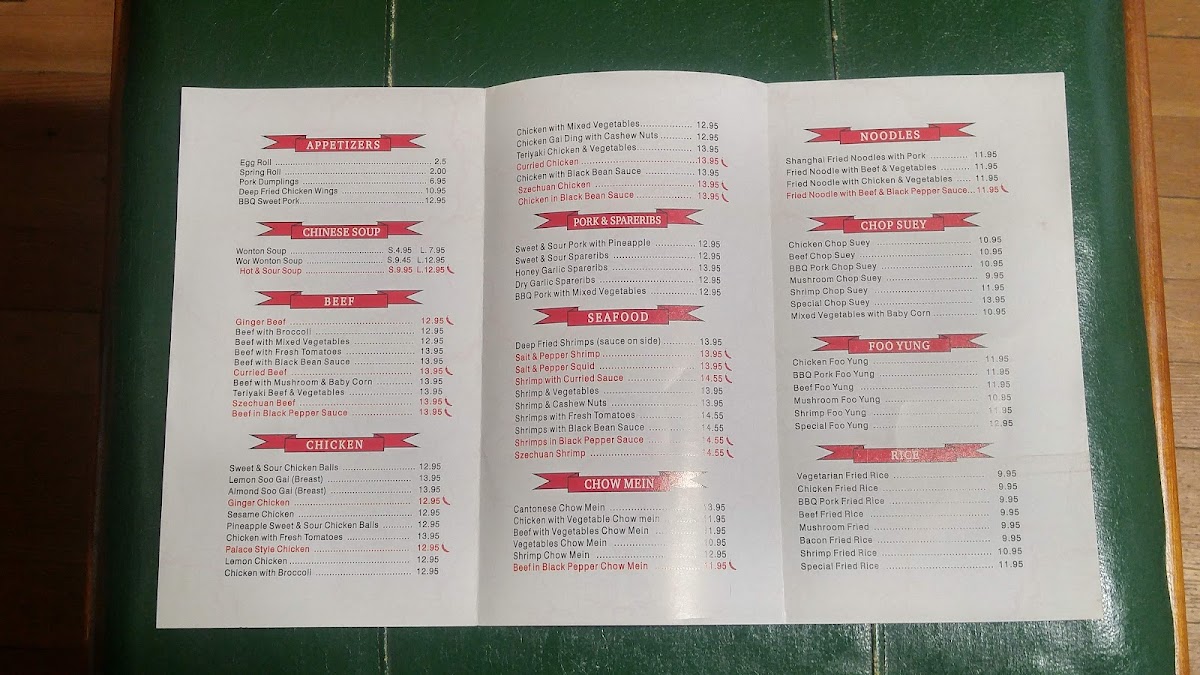 APPETIZERS
Egg Roll 2.5
Spring Roll 2.00
Pork Dumplings 6.95
Deep Fried Chicken Wings 10.95
BBQ Sweet Pork 12.95
CHINESE SOUP
Wonton Soup S.4.95 L.7.95
Wor Wonton Soup S.9.45 L.12.95
Hot & Sour Soup S.9.95 L.12.95
BEEF
Ginger Beef 12.95
Beef with Broccoli 12.95
Beef with Mixed Vegetables 12.95
Beef with Fresh Tomatoes 13.95
Beef with Black Bean Sauce 13.95
Curried Beef 13.95
Beef with Mushroom & Baby Corn 13.95
Teriyaki Beef & Vegetables 13.95
Szechuan Beef 13.95
Beef in Black Pepper Sauce 13.95
CHICKEN
Sweet & Sour Chicken Balls 12.95
Lemon Soo Gai (Breast) 13.95
Almond Soo Gai (Breast) 13.95
Ginger Chicken 12.95
Sesame Chicken 12.95
Pineapple Sweet & Sour Chicken Balls 12.95
Chicken with Fresh Tomatoes 13.95
Palace Style Chicken 12.95
Lemon Chicken 12.95
Chicken with Broccoli 12.95
Chicken with Mixed Vegetables 12.95
Chicken Gai Ding with Cashew Nuts 12.95
Teriyaki Chicken & Vegetables 13.95
Curried Chicken 13.95
Chicken with Black Bean Sauce 13.95
Szechuan Chicken 13.95
Chicken in Black Bean Sauce 13.95
PORK & SPARERIBS
Sweet & Sour Pork with Pineapple 12.95
Sweet & Sour Spareribs 12.95
Honey Garlic Spareribs 13.95
Dry Garlic Spareribs 12.95
BBQ Pork with Mixed Vegetables 12.95
SEAFOOD
Deep Fried Shrimps (sauce on side) 13.95
Salt & Pepper Shrimp 13.95
Salt & Pepper Squid 13.95
Shrimp with Curried Sauce 14.55
Shrimp & Vegetables 13.95
Shrimp & Cashew Nuts 13.95
Shrimps with Fresh Tomatoes 14.55
Shrimps with Black Bean Sauce 14.55
Shrimps in Black Pepper Sauce 14.55
Szechuan Shrimp 14.55
CHOW MEIN
Cantonese Chow Mein 13.95
Chicken with Vegetable Chow mein 11.95
Beef with Vegetables Chow Mein 11.95
Vegetables Chow Mein 10.95
Shrimp Chow Mein 12.95
Beef in Black Pepper Chow Mein 11.95
NOODLES
Shanghai Fried Noodles with Pork 11.95
Fried Noodle with Beef & Vegetables 11.95
Fried Noodle with Chicken & Vegetables 11.95
Fried Noodle with Beef & Black Pepper Sauce 11.95
CHOP SUEY
Chicken Chop Suey 10.95
Beef Chop Suey 10.95
BBQ Pork Chop Suey 10.95
Mushroom Chop Suey 9.95
Shrimp Chop Suey 11.95
Special Chop Suey 13.95
Mixed Vegetables with Baby Corn 10.95
FOO YUNG
Chicken Foo Yung 11.95
BBQ Pork Foo Yung 11.95
Beef Foo Yung 11.95
Mushroom Foo Yung 10.95
Shrimp Foo Yung 11.95
Special Foo Yung 12.95
RICE
Vegetarian Fried Rice 9.95
Chicken Fried Rice 9.95
BBQ Pork Fried Rice 9.95
Beef Fried Rice 9.95
Mushroom Fried 9.95
Bacon Fried Rice 9.95
Shrimp Fried Rice 10.95
Special Fried Rice 11.95